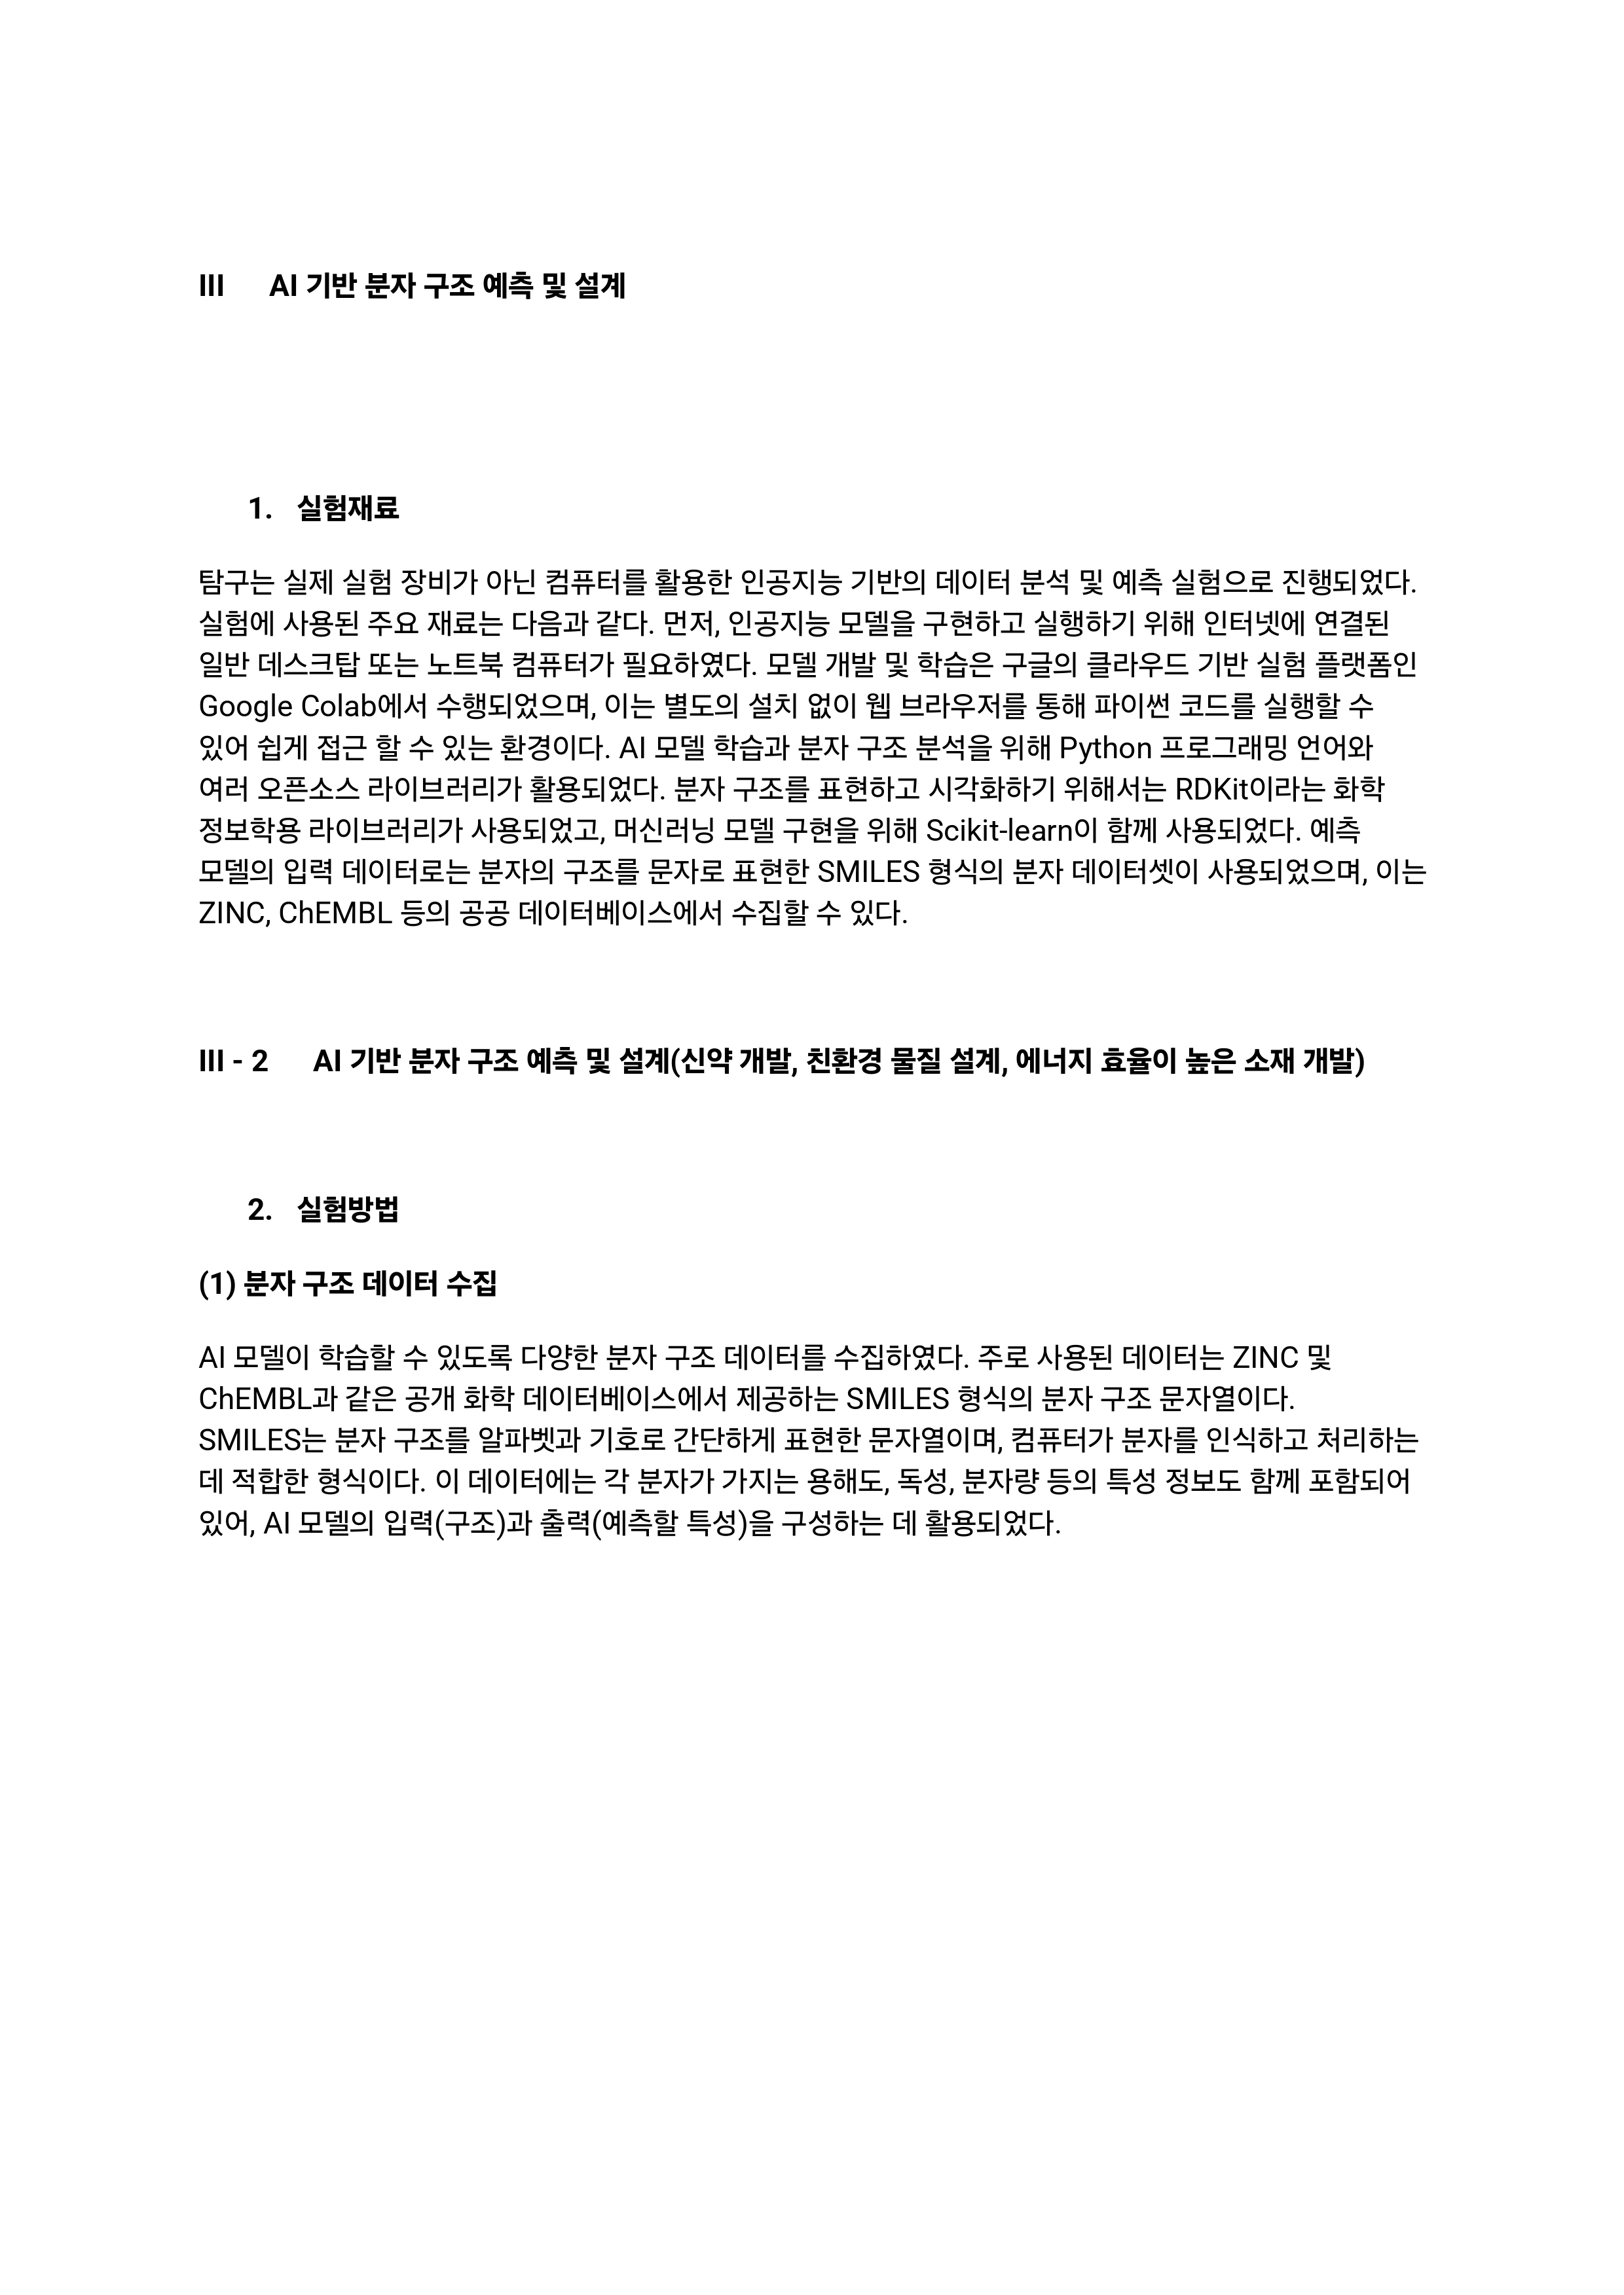 III AI 기반 분자 구조 예측 및 설계
1. 실험재료
탐구는 실제 실험 장비가 아닌 컴퓨터를 활용한 인공지능 기반의 데이터 분석 및 예측 실험으로 진행되었다.
실험에 사용된 주요 재료는 다음과 같다. 먼저, 인공지능 모델을 구현하고 실행하기 위해 인터넷에 연결된
일반 데스크탑 또는 노트북 컴퓨터가 필요하였다. 모델 개발 및 학습은 구글의 클라우드 기반 실험 플랫폼인
Google Colab에서 수행되었으며, 이는 별도의 설치 없이 웹 브라우저를 통해 파이썬 코드를 실행할 수
있어 쉽게 접근 할 수 있는 환경이다. AI 모델 학습과 분자 구조 분석을 위해 Python 프로그래밍 언어와
여러 오픈소스 라이브러리가 활용되었다. 분자 구조를 표현하고 시각화하기 위해서는 RDKit이라는 화학
정보학용 라이브러리가 사용되었고, 머신러닝 모델 구현을 위해 Scikit-learn이 함께 사용되었다. 예측
모델의 입력 데이터로는 분자의 구조를 문자로 표현한 SMILES 형식의 분자 데이터셋이 사용되었으며, 이는
ZINC, ChEMBL 등의 공공 데이터베이스에서 수집할 수 있다.
III - 2 AI 기반 분자 구조 예측 및 설계(신약 개발, 친환경 물질 설계, 에너지 효율이 높은 소재 개발)
2. 실험방법
(1) 분자 구조 데이터 수집
AI 모델이 학습할 수 있도록 다양한 분자 구조 데이터를 수집하였다. 주로 사용된 데이터는 ZINC 및
ChEMBL과 같은 공개 화학 데이터베이스에서 제공하는 SMILES 형식의 분자 구조 문자열이다.
SMILES는 분자 구조를 알파벳과 기호로 간단하게 표현한 문자열이며, 컴퓨터가 분자를 인식하고 처리하는
데 적합한 형식이다. 이 데이터에는 각 분자가 가지는 용해도, 독성, 분자량 등의 특성 정보도 함께 포함되어
있어, AI 모델의 입력(구조)과 출력(예측할 특성)을 구성하는 데 활용되었다.